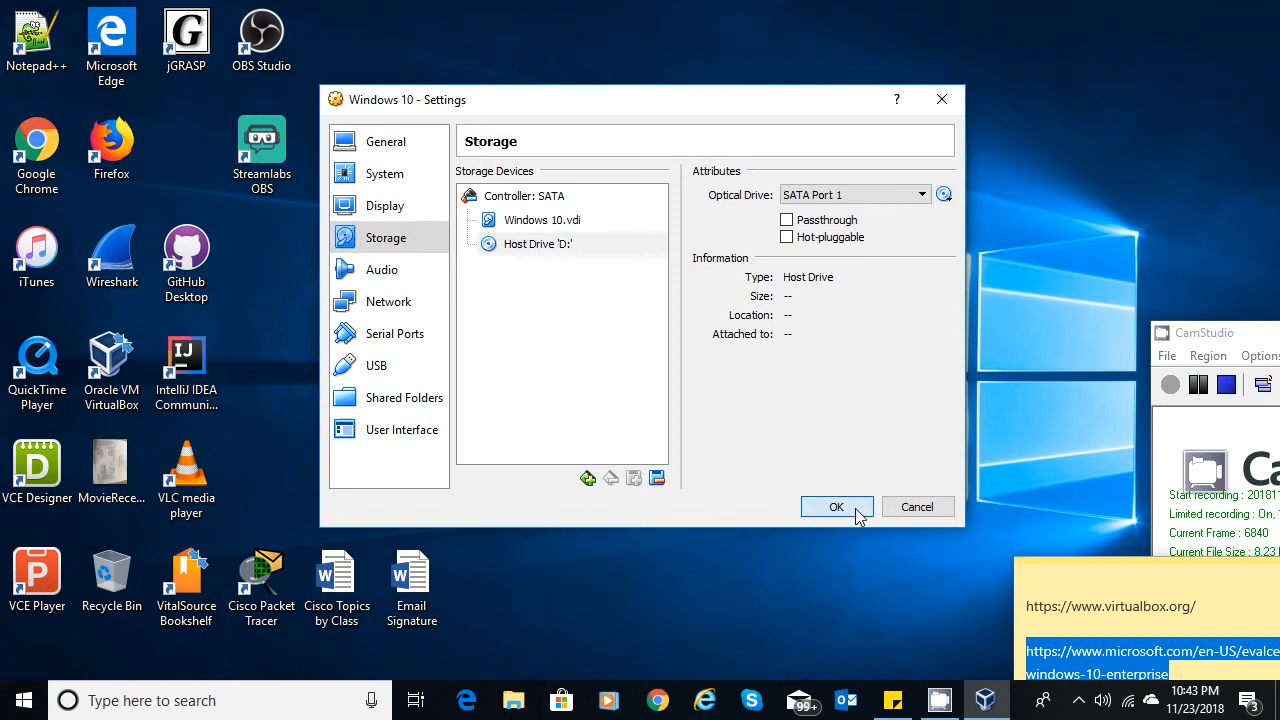 Notepad++
Microsoft
Edge
jGRASP
OBS Studio
Google
Chrome
Firefox
Streamlabs
OBS
iTunes
Wireshark
GitHub
Desktop
QuickTime
Player
Oracle VM
VirtualBox
IntelliJ IDEA
Communi...
VCE Designer
MovieRece...
VLC media
player
VCE Player
Recycle Bin
VitalSource
Bookshelf
Cisco Packet
Tracer
Cisco Topics
by Class
Email
Signature
Windows 10 - Settings
?
General
System
Display
Storage
Audio
Network
Serial Ports
USB
Shared Folders
User Interface
Storage
Storage Devices
Controller: SATA
Windows 10.vdi
Host Drive 'D:'
Attributes
Optical Drive: SATA Port 1
Passthrough
Hot-pluggable
Information
Type: Host Drive
Size: --
Location: --
Attached to: --
OK
Cancel
CamStudio
File Region Options
Ca
Start recording : 20181
Limited recording : On,
Current Frame : 6840
Current File Size : 8.23
https://www.virtualbox.org/
https://www.microsoft.com/en-US/evalce
windows-10-enterprise
Type here to search
99+
10:43 PM
11/23/2018
3